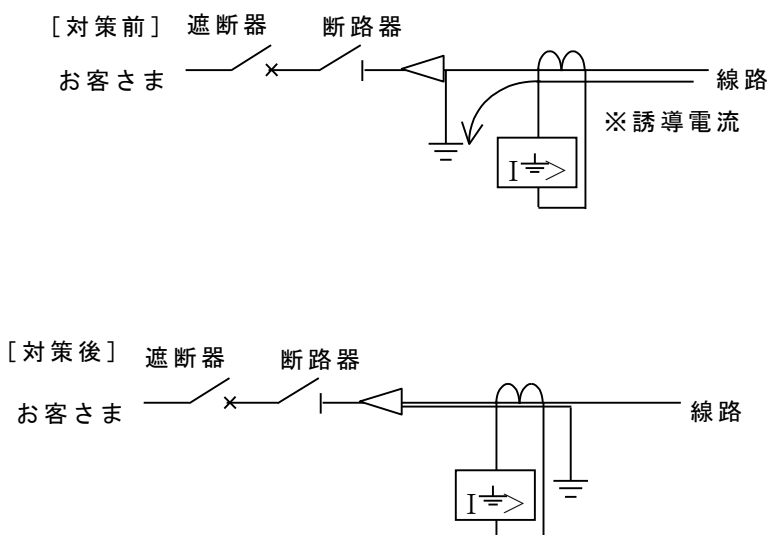 [対策前] 遮断器 断路器
お客さま 線路
※誘導電流
I >
[対策後] 遮断器 断路器
お客さま 線路
I >